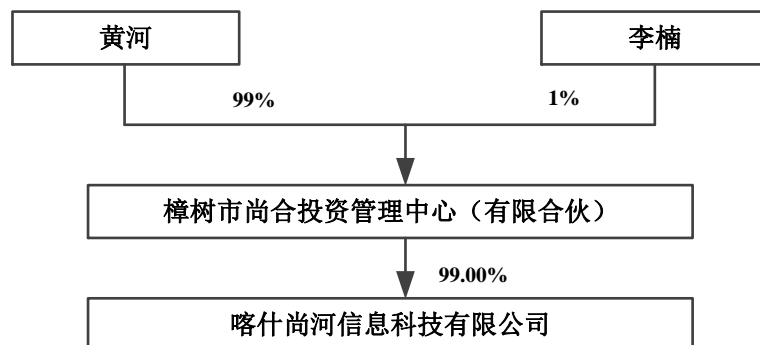 黄河
李楠
99%
1%
樟树市尚合投资管理中心（有限合伙）
99.00%
喀什尚河信息科技有限公司